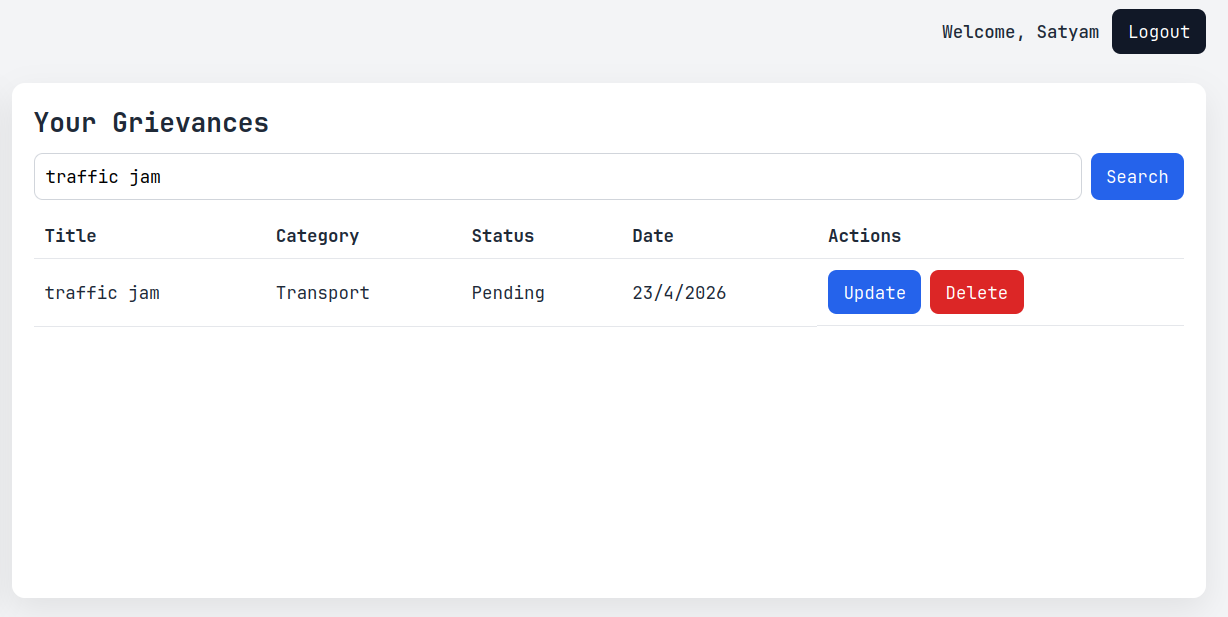 Welcome, Satyam Logout
Your Grievances
traffic jam Search
Title Category Status Date Actions
traffic jam Transport Pending 23/4/2026 Update Delete